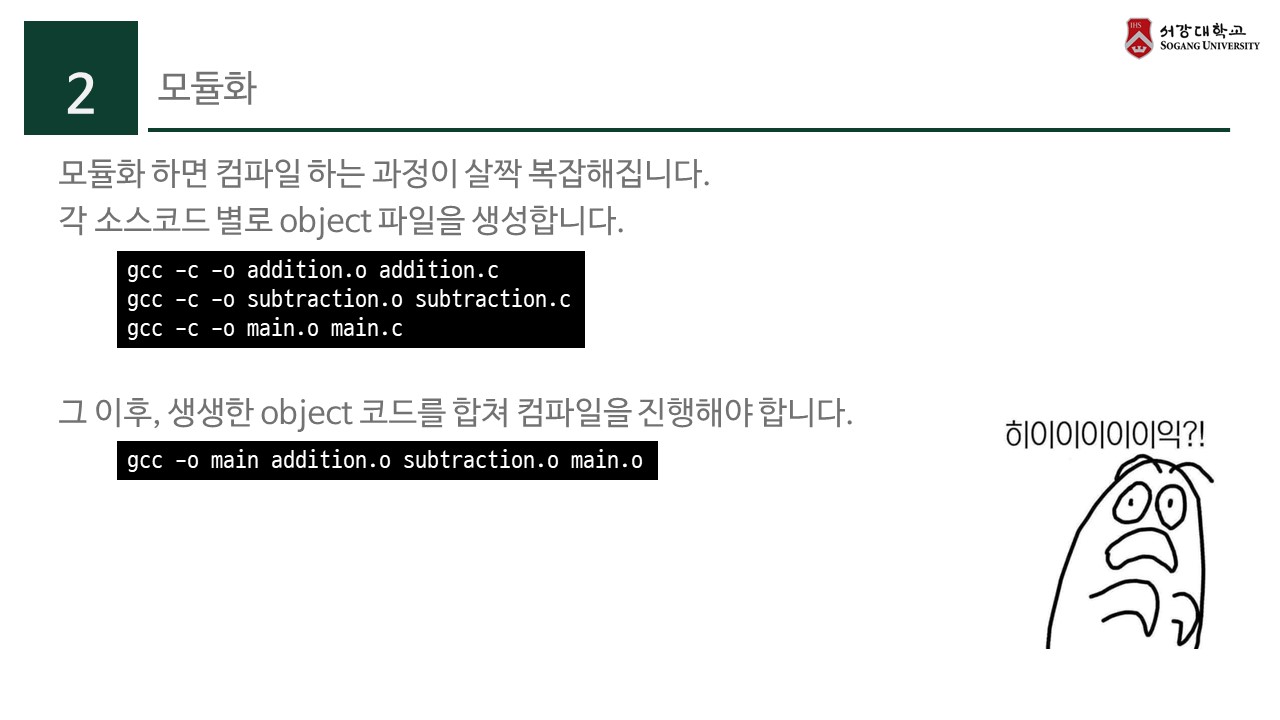 서강대학교
SOGANG UNIVERSITY
IHS
2
모듈화
모듈화 하면 컴파일 하는 과정이 살짝 복잡해집니다.
각 소스코드 별로 object 파일을 생성합니다.
gcc -c -o addition.o addition.c
gcc -c -o subtraction.o subtraction.c
gcc -c -o main.o main.c
그 이후, 생생한 object 코드를 합쳐 컴파일을 진행해야 합니다.
gcc -o main addition.o subtraction.o main.o
히이이이이이익?!